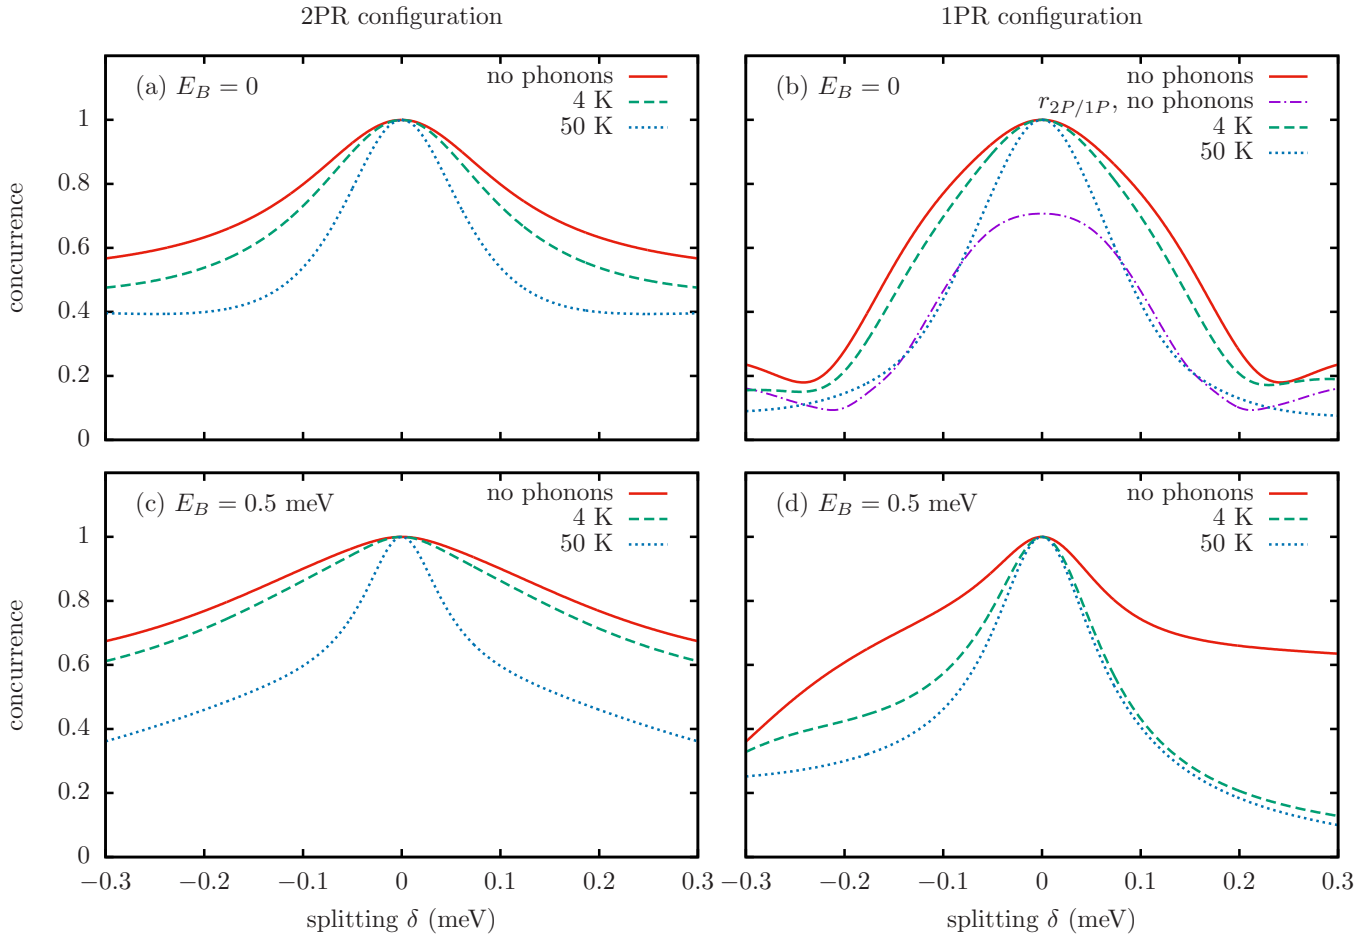 2PR configuration
1PR configuration
(a) $E_B = 0$
no phonons
4 K
50 K
(b) $E_B = 0$
no phonons
$r_{2P/1P}$, no phonons
4 K
50 K
concurrence
1
0.8
0.6
0.4
0.2
0
(c) $E_B = 0.5$ meV
no phonons
4 K
50 K
(d) $E_B = 0.5$ meV
no phonons
4 K
50 K
concurrence
1
0.8
0.6
0.4
0.2
0
−0.3 −0.2 −0.1 0 0.1 0.2 0.3
−0.3 −0.2 −0.1 0 0.1 0.2 0.3
splitting δ (meV)
splitting δ (meV)